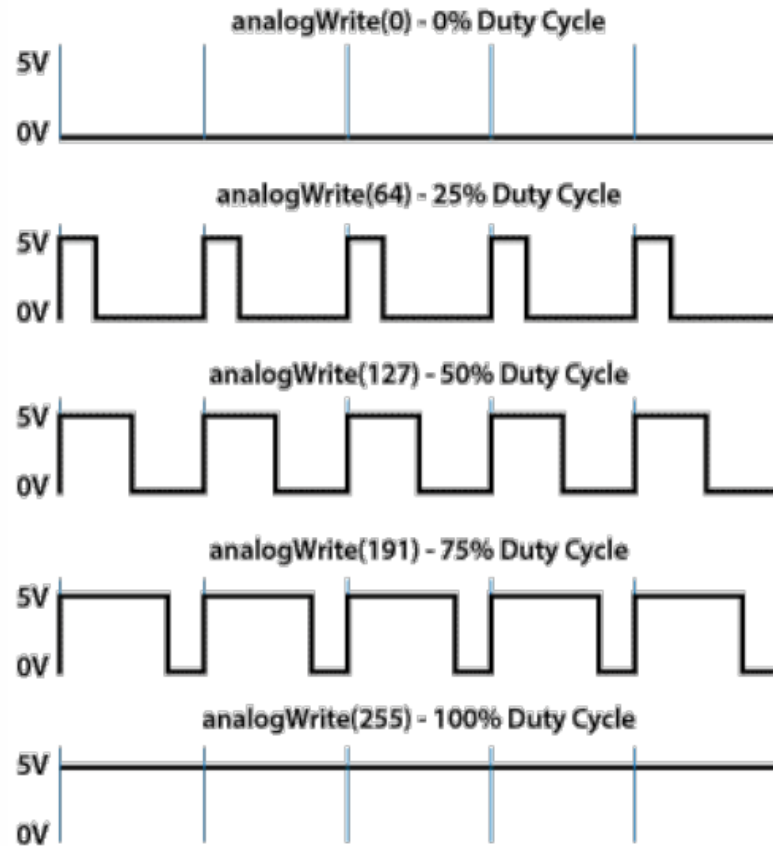 analogWrite(0) - 0% Duty Cycle
5V
0V
analogWrite(64) - 25% Duty Cycle
5V
0V
analogWrite(127) - 50% Duty Cycle
5V
0V
analogWrite(191) - 75% Duty Cycle
5V
0V
analogWrite(255) - 100% Duty Cycle
5V
0V